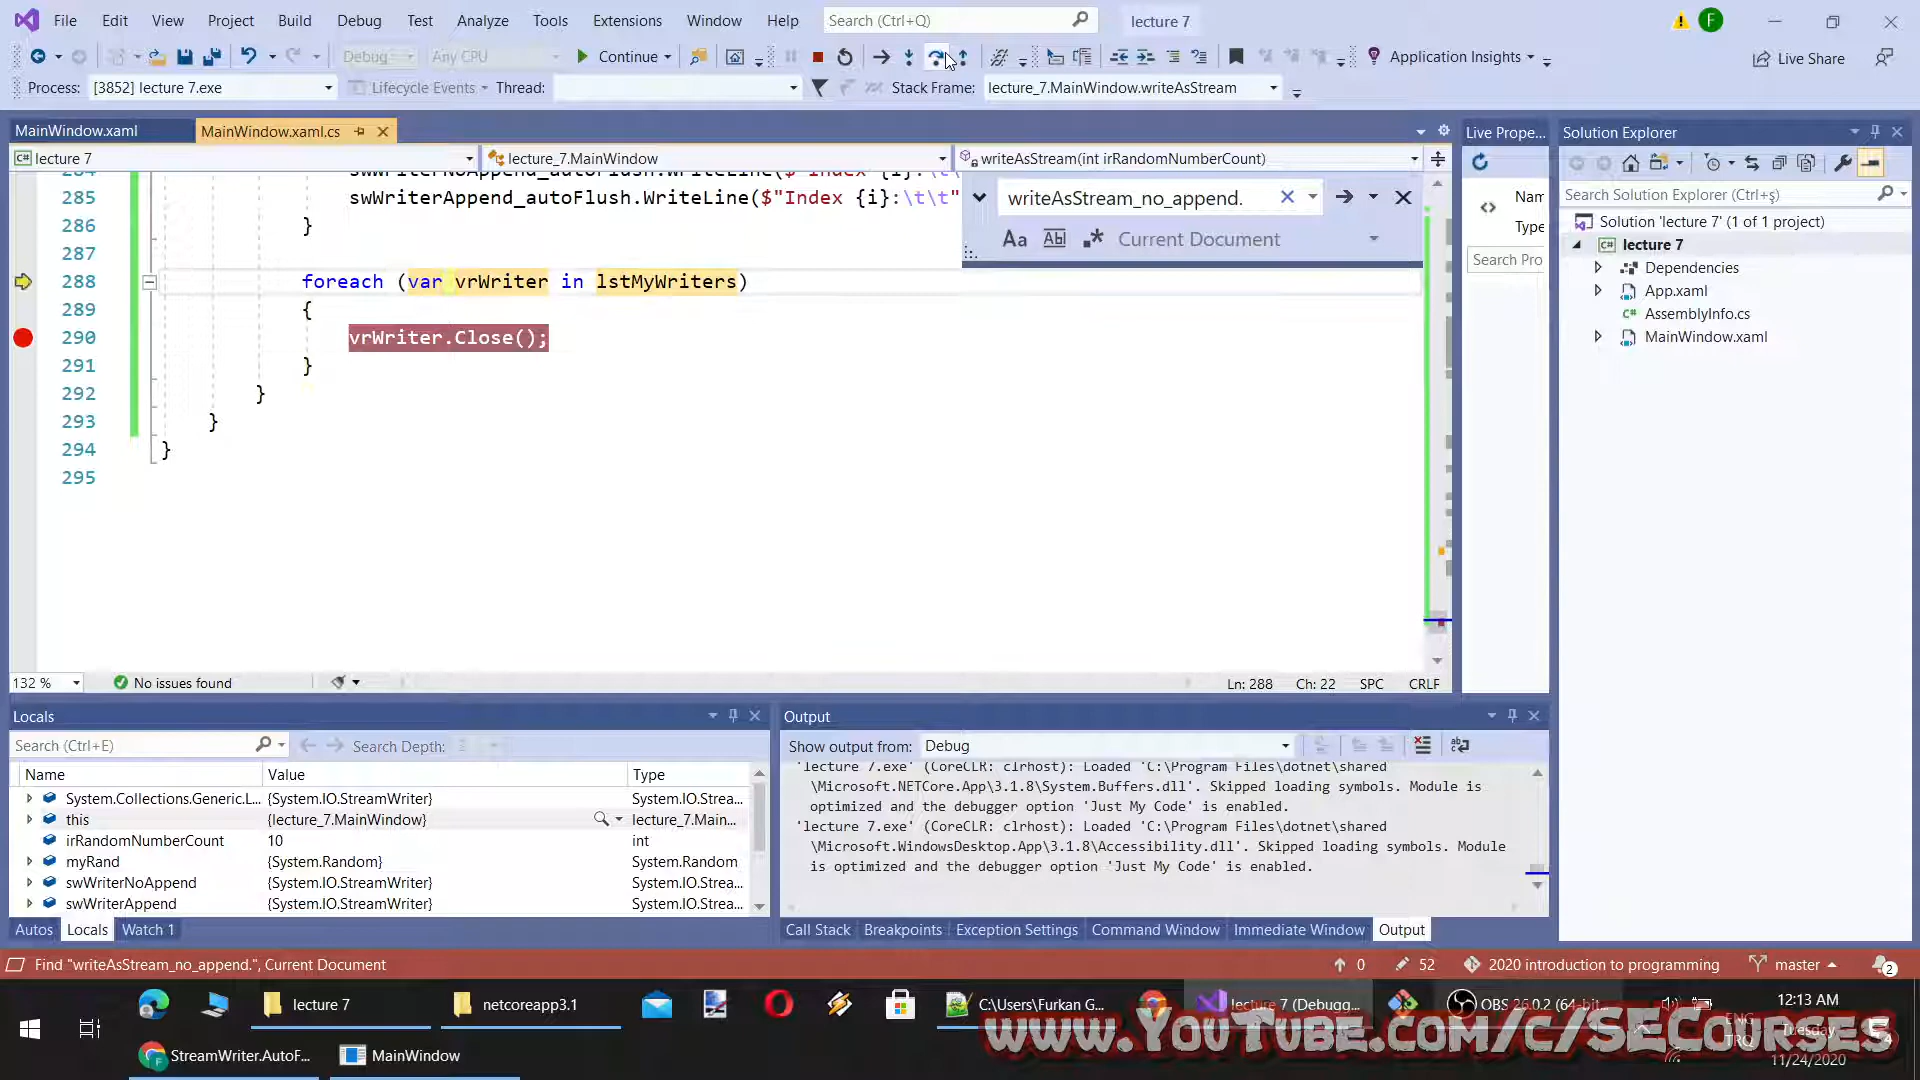 File Edit View Project Build Debug Test Analyze Tools Extensions Window Help Search (Ctrl+Q) lecture 7 F
Debug Any CPU Continue Application Insights Live Share
Process: [3852] lecture 7.exe Lifecycle Events Thread: Stack Frame: lecture_7.MainWindow.writeAsStream
MainWindow.xaml MainWindow.xaml.cs Live Prope... Solution Explorer
C# lecture 7 lecture_7.MainWindow writeAsStream(int irRandomNumberCount)
285 swWriterAppend_autoFlush.WriteLine($"Index {i}:\t\t"
writeAsStream_no_append.
Aa Abl Current Document
Nam
Type
Search Pro
Search Solution Explorer (Ctrl+ş)
Solution 'lecture 7' (1 of 1 project)
C# lecture 7
Dependencies
App.xaml
C# AssemblyInfo.cs
MainWindow.xaml
286 }
287
288 foreach (var vrWriter in lstMyWriters)
289 {
290 vrWriter.Close();
291 }
292 }
293 }
294 }
295
132 % No issues found Ln: 288 Ch: 22 SPC CRLF
Locals
Search (Ctrl+E) Search Depth:
Name Value Type
System.Collections.Generic.L... {System.IO.StreamWriter} System.IO.Strea...
this {lecture_7.MainWindow} lecture_7.Main...
irRandomNumberCount 10 int
myRand {System.Random} System.Random
swWriterNoAppend {System.IO.StreamWriter} System.IO.Strea...
swWriterAppend {System.IO.StreamWriter} System.IO.Strea...
Autos Locals Watch 1
Output
Show output from: Debug
'lecture 7.exe' (CoreCLR: clrhost): Loaded 'C:\Program Files\dotnet\shared
\Microsoft.NETCore.App\3.1.8\System.Buffers.dll'. Skipped loading symbols. Module is
optimized and the debugger option 'Just My Code' is enabled.
'lecture 7.exe' (CoreCLR: clrhost): Loaded 'C:\Program Files\dotnet\shared
\Microsoft.WindowsDesktop.App\3.1.8\Accessibility.dll'. Skipped loading symbols. Module
is optimized and the debugger option 'Just My Code' is enabled.
Call Stack Breakpoints Exception Settings Command Window Immediate Window Output
Find "writeAsStream_no_append.", Current Document 0 52 2020 introduction to programming master 2
lecture 7 netcoreapp3.1 C:\Users\Furkan G... lecture 7 (Debugg... OBS 26.0.2 (64-bit... 12:13 AM
ENG Tuesday
TRQ 11/24/2020
www.YouTube.com/c/SECourses
StreamWriter.AutoF... MainWindow